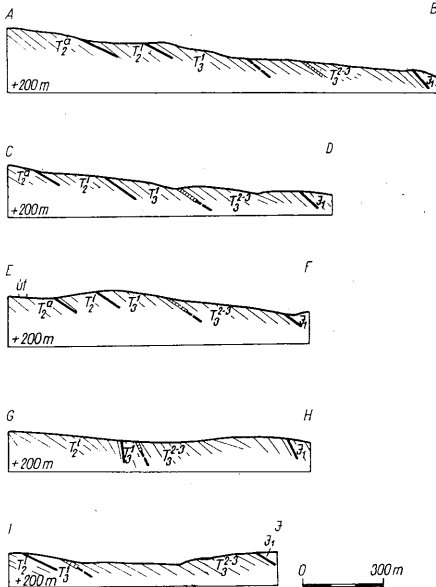 A B
T₂ᵃ T₂¹ T₃¹ T₃²⁻³ J₁
+200 m
C D
T₂ᵃ T₂¹ T₃¹ T₃²⁻³ J₁
+200 m
E F
út
T₂ᵃ T₂¹ T₃¹ T₃²⁻³ J₁
+200 m
G H
T₂¹ T₃¹ T₃²⁻³ J₁
+200 m
I J
J₁
T₂¹ T₃¹ T₃²⁻³
+200 m
0 300 m